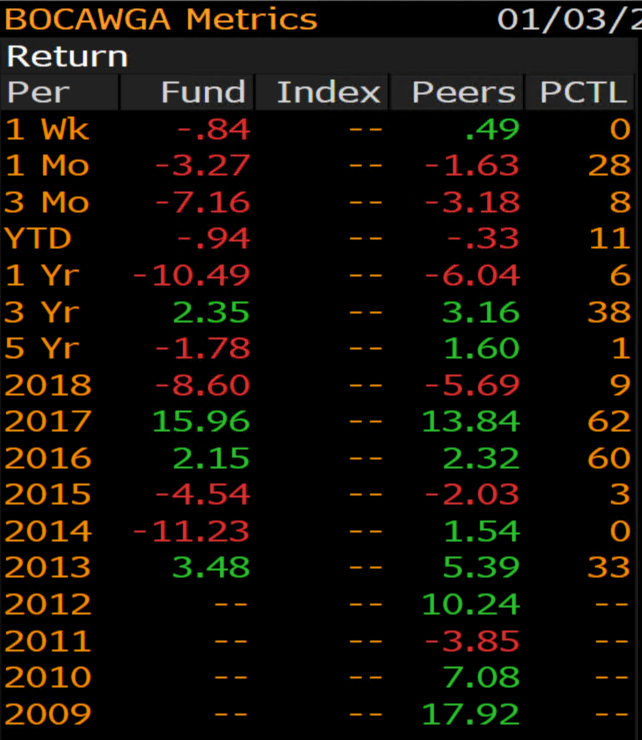 BOCAWGA Metrics 01/03/2
Return
Per Fund Index Peers PCTL
1 Wk -.84 -- .49 0
1 Mo -3.27 -- -1.63 28
3 Mo -7.16 -- -3.18 8
YTD -.94 -- -.33 11
1 Yr -10.49 -- -6.04 6
3 Yr 2.35 -- 3.16 38
5 Yr -1.78 -- 1.60 1
2018 -8.60 -- -5.69 9
2017 15.96 -- 13.84 62
2016 2.15 -- 2.32 60
2015 -4.54 -- -2.03 3
2014 -11.23 -- 1.54 0
2013 3.48 -- 5.39 33
2012 -- -- 10.24 --
2011 -- -- -3.85 --
2010 -- -- 7.08 --
2009 -- -- 17.92 --